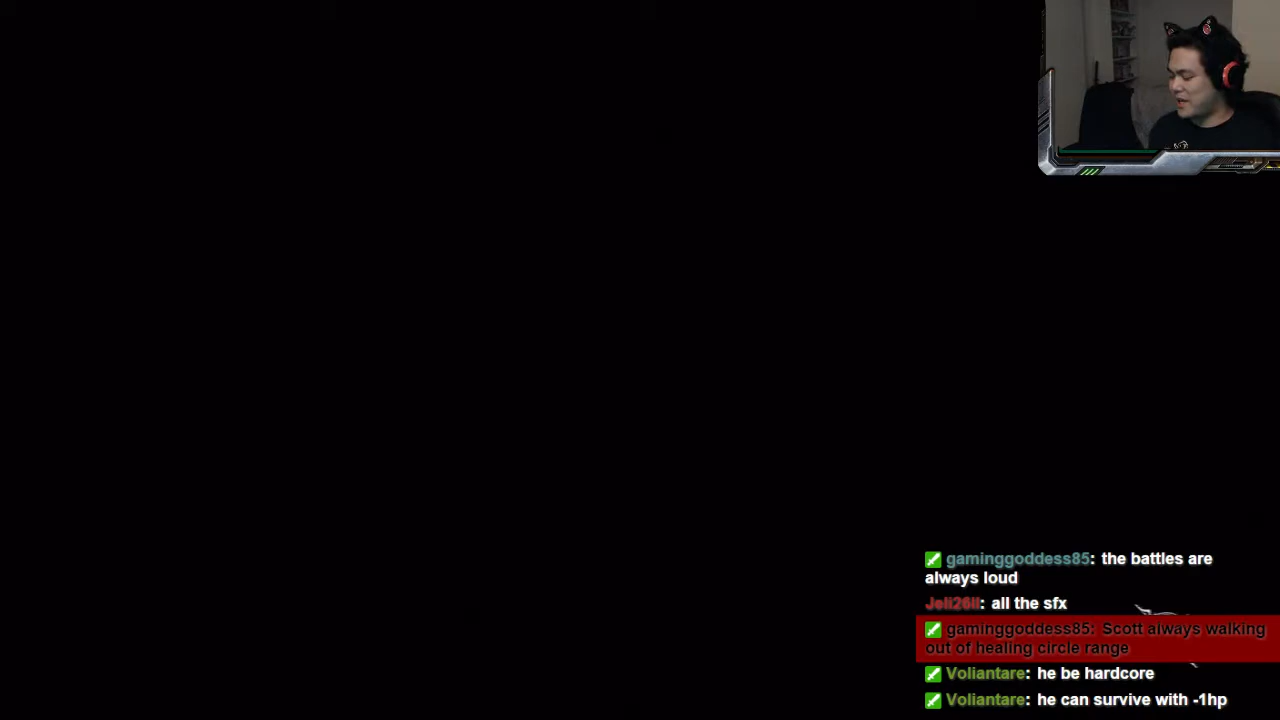 gaminggoddess85: the battles are
always loud
Jeli26ll: all the sfx
gaminggoddess85: Scott always walking
out of healing circle range
Voliantare: he be hardcore
Voliantare: he can survive with -1hp